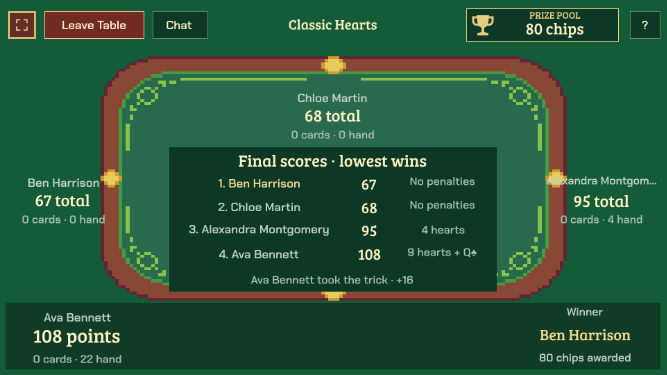 Leave Table
Chat
Classic Hearts
PRIZE POOL
80 chips
?
Chloe Martin
68 total
0 cards · 0 hand
Ben Harrison
67 total
0 cards · 0 hand
Alexandra Montgom...
95 total
0 cards · 4 hand
Final scores · lowest wins
1. Ben Harrison 67 No penalties
2. Chloe Martin 68 No penalties
3. Alexandra Montgomery 95 4 hearts
4. Ava Bennett 108 9 hearts + Q♠
Ava Bennett took the trick · +16
Ava Bennett
108 points
0 cards · 22 hand
Winner
Ben Harrison
80 chips awarded